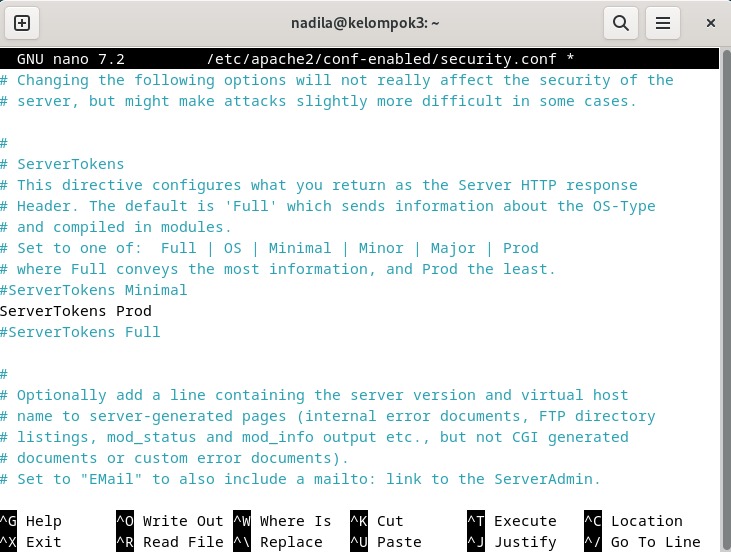 nadila@kelompok3: ~
GNU nano 7.2 /etc/apache2/conf-enabled/security.conf *
# Changing the following options will not really affect the security of the
# server, but might make attacks slightly more difficult in some cases.
#
# ServerTokens
# This directive configures what you return as the Server HTTP response
# Header. The default is 'Full' which sends information about the OS-Type
# and compiled in modules.
# Set to one of:  Full | OS | Minimal | Minor | Major | Prod
# where Full conveys the most information, and Prod the least.
#ServerTokens Minimal
ServerTokens Prod
#ServerTokens Full
#
# Optionally add a line containing the server version and virtual host
# name to server-generated pages (internal error documents, FTP directory
# listings, mod_status and mod_info output etc., but not CGI generated
# documents or custom error documents).
# Set to "EMail" to also include a mailto: link to the ServerAdmin.
^G Help ^O Write Out ^W Where Is ^K Cut ^T Execute ^C Location
^X Exit ^R Read File ^\ Replace ^U Paste ^J Justify ^/ Go To Line